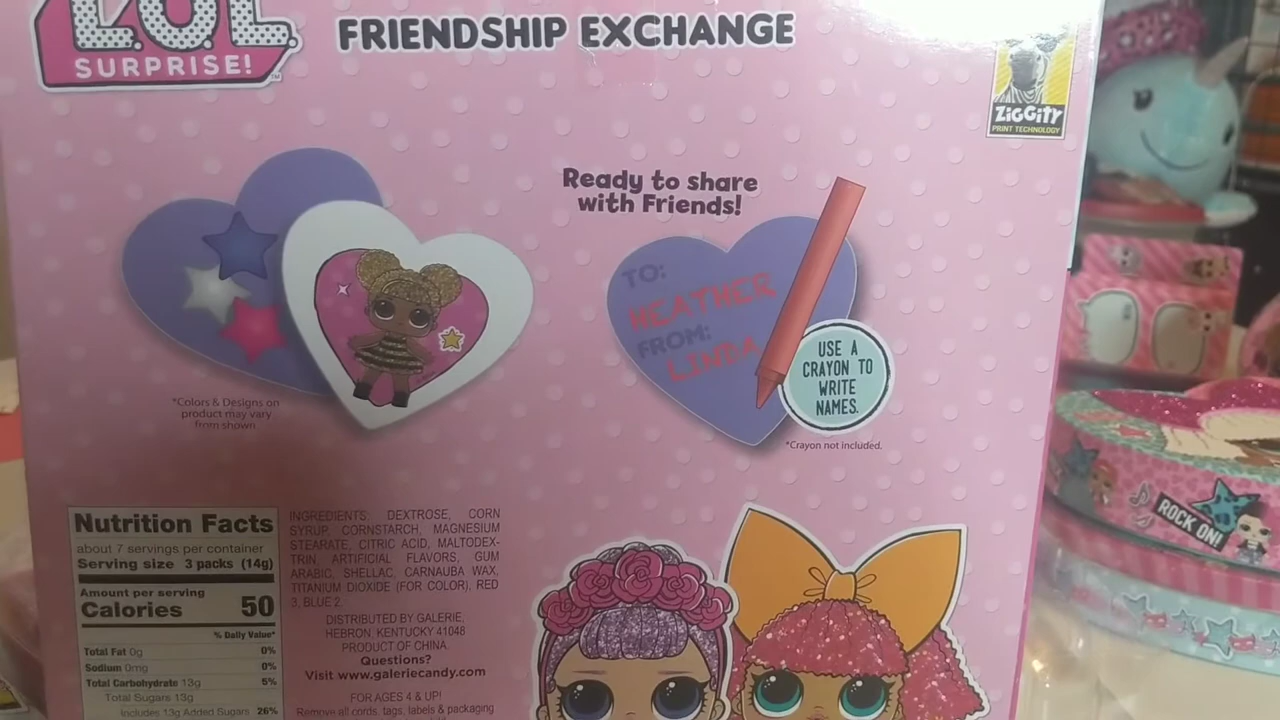 L.O.L.
SURPRISE!
FRIENDSHIP EXCHANGE
ZiGGiTY
PRINT TECHNOLOGY
Ready to share
with Friends!
TO:
HEATHER
FROM:
LINDA
USE A
CRAYON TO
WRITE
NAMES.
*Crayon not included.
*Colors & Designs on
product may vary
from shown
Nutrition Facts
about 7 servings per container
Serving size 3 packs (14g)
Amount per serving
Calories 50
% Daily Value*
Total Fat 0g 0%
Sodium 0mg 0%
Total Carbohydrate 13g 5%
Total Sugars 13g
Includes 13g Added Sugars 26%
INGREDIENTS: DEXTROSE, CORN
SYRUP, CORNSTARCH, MAGNESIUM
STEARATE, CITRIC ACID, MALTODEX-
TRIN ARTIFICIAL FLAVORS, GUM
ARABIC, SHELLAC, CARNAUBA WAX,
TITANIUM DIOXIDE (FOR COLOR), RED
3, BLUE 2.
DISTRIBUTED BY GALERIE,
HEBRON, KENTUCKY 41048
PRODUCT OF CHINA.
Questions?
Visit www.galeriecandy.com
FOR AGES 4 & UP!
Remove all cords, tags, labels & packaging
ROCK ON!